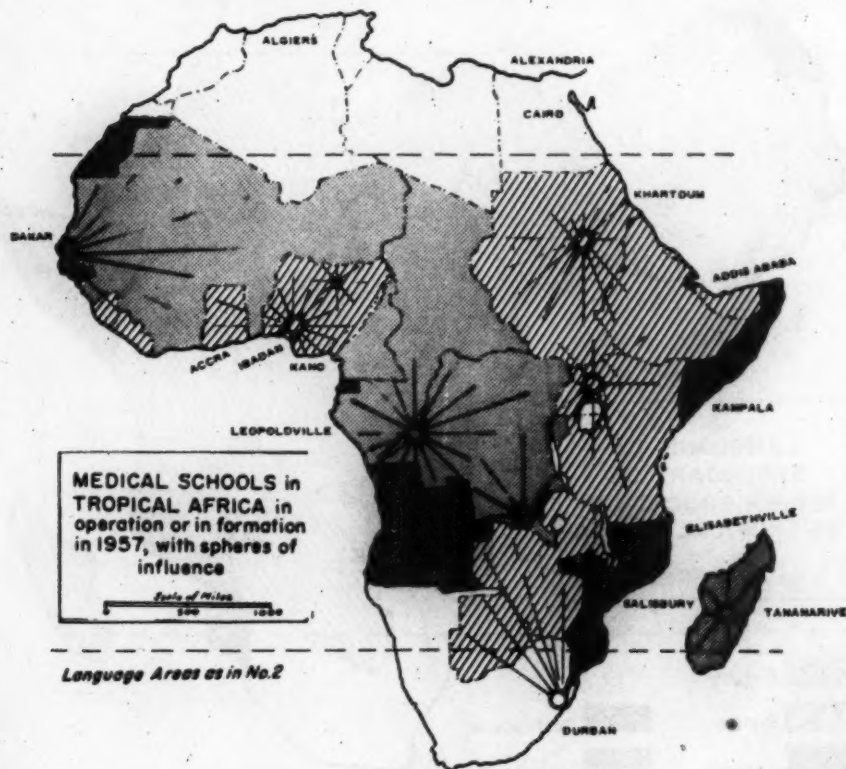 ALGIERS
ALEXANDRIA
CAIRO
KHARTOUM
DAKAR
ADDIS ABABA
ACCRA
IBADAN
KANO
KAMPALA
LEOPOLDVILLE
MEDICAL SCHOOLS in
TROPICAL AFRICA in
operation or in formation
in 1957, with spheres of
influence
Scale of Miles
0 500 1000
ELISABETHVILLE
SALISBURY
TANANARIVE
Language Areas as in No.2
DURBAN